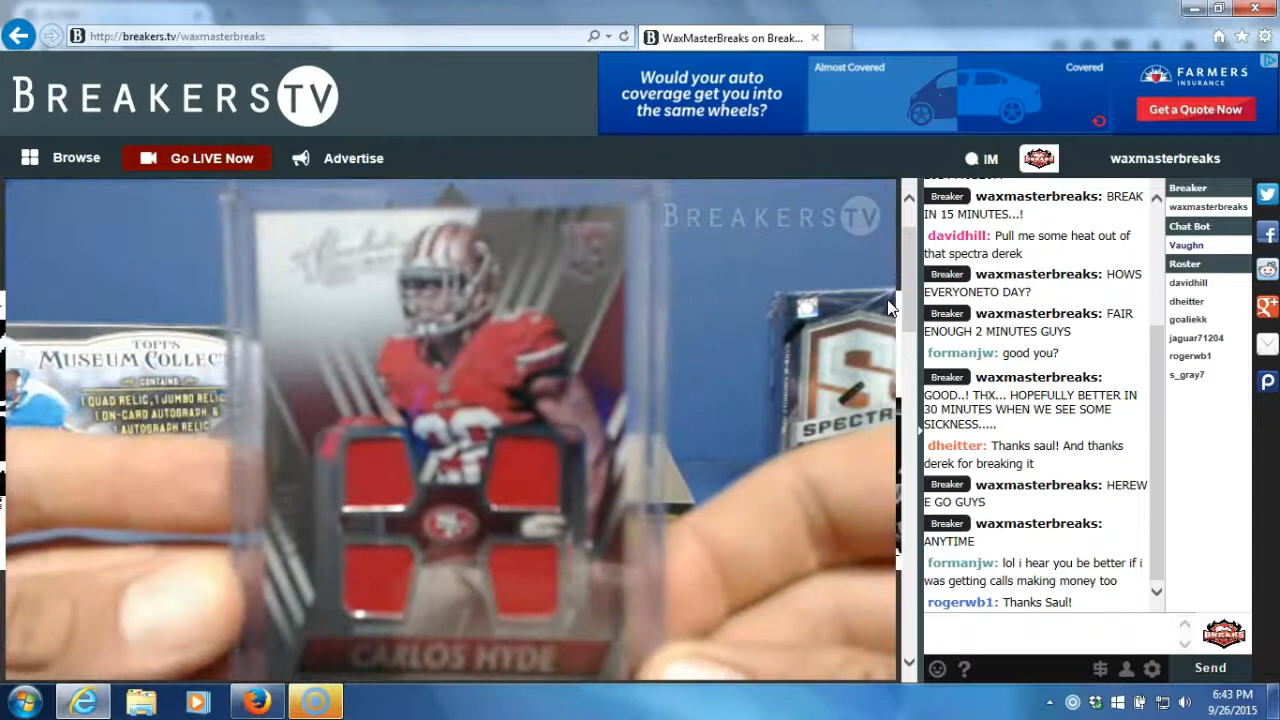 http://breakers.tv/waxmasterbreaks
WaxMasterBreaks on Break...
BREAKERS TV
Would your auto
coverage get you into
the same wheels?
Almost Covered
Covered
FARMERS
INSURANCE
Get a Quote Now
Browse
Go LIVE Now
Advertise
IM
waxmasterbreaks
BREAKERS TV
TOPPS
MUSEUM COLLEC
CONTAINS
1 QUAD RELIC, 1 JUMBO RELIC
1 ON-CARD AUTOGRAPH &
1 AUTOGRAPH RELIC
SPECTR
49ERS
SF
CARLOS HYDE
Breaker waxmasterbreaks: BREAK
IN 15 MINUTES...!
davidhill: Pull me some heat out of
that spectra derek
Breaker waxmasterbreaks: HOWS
EVERYONETO DAY?
Breaker waxmasterbreaks: FAIR
ENOUGH 2 MINUTES GUYS
formanjw: good you?
Breaker waxmasterbreaks:
GOOD..! THX... HOPEFULLY BETTER IN
30 MINUTES WHEN WE SEE SOME
SICKNESS.....
dheitter: Thanks saul! And thanks
derek for breaking it
Breaker waxmasterbreaks: HEREW
E GO GUYS
Breaker waxmasterbreaks:
ANYTIME
formanjw: lol i hear you be better if i
was getting calls making money too
rogerwb1: Thanks Saul!
Send
Breaker
waxmasterbreaks
Chat Bot
Vaughn
Roster
davidhill
dheitter
goaliekk
jaguar71204
rogerwb1
s_gray7
6:43 PM
9/26/2015